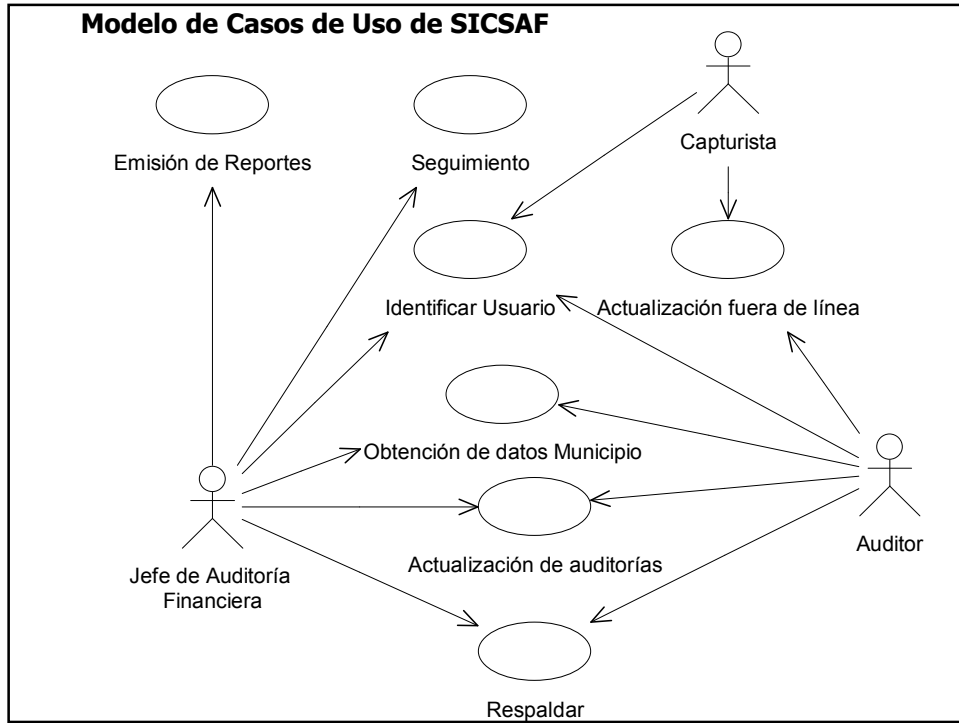 Modelo de Casos de Uso de SICSAF
Emisión de Reportes
Seguimiento
Capturista
Identificar Usuario
Actualización fuera de línea
Obtención de datos Municipio
Jefe de Auditoría
Financiera
Actualización de auditorías
Auditor
Respaldar